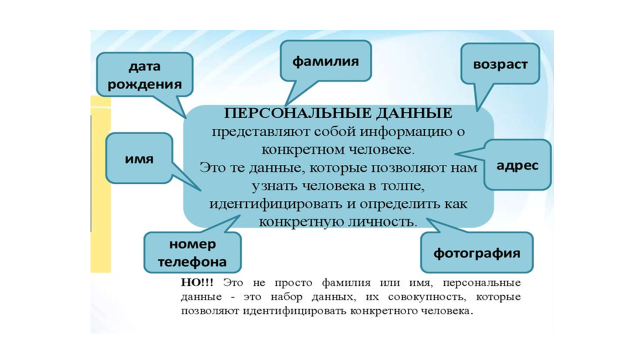 фамилия
дата
рождения
возраст
ПЕРСОНАЛЬНЫЕ ДАННЫЕ
представляют собой информацию о
конкретном человеке.
Это те данные, которые позволяют нам
узнать человека в толпе,
идентифицировать и определить как
конкретную личность.
имя
адрес
номер
телефона
фотография
НО!!! Это не просто фамилия или имя, персональные
данные - это набор данных, их совокупность, которые
позволяют идентифицировать конкретного человека.